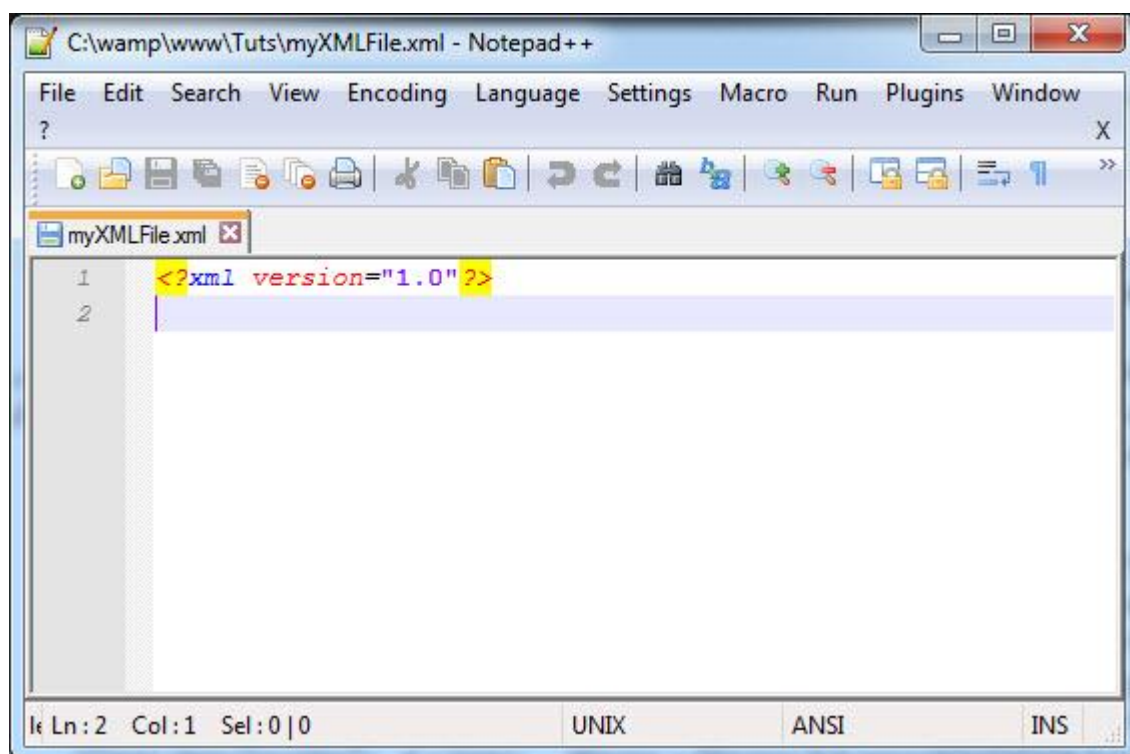 C:\wamp\www\Tuts\myXMLFile.xml - Notepad++
File Edit Search View Encoding Language Settings Macro Run Plugins Window
? X
myXMLFile.xml
1 <?xml version="1.0"?>
2
Ln:2 Col:1 Sel:0|0 UNIX ANSI INS